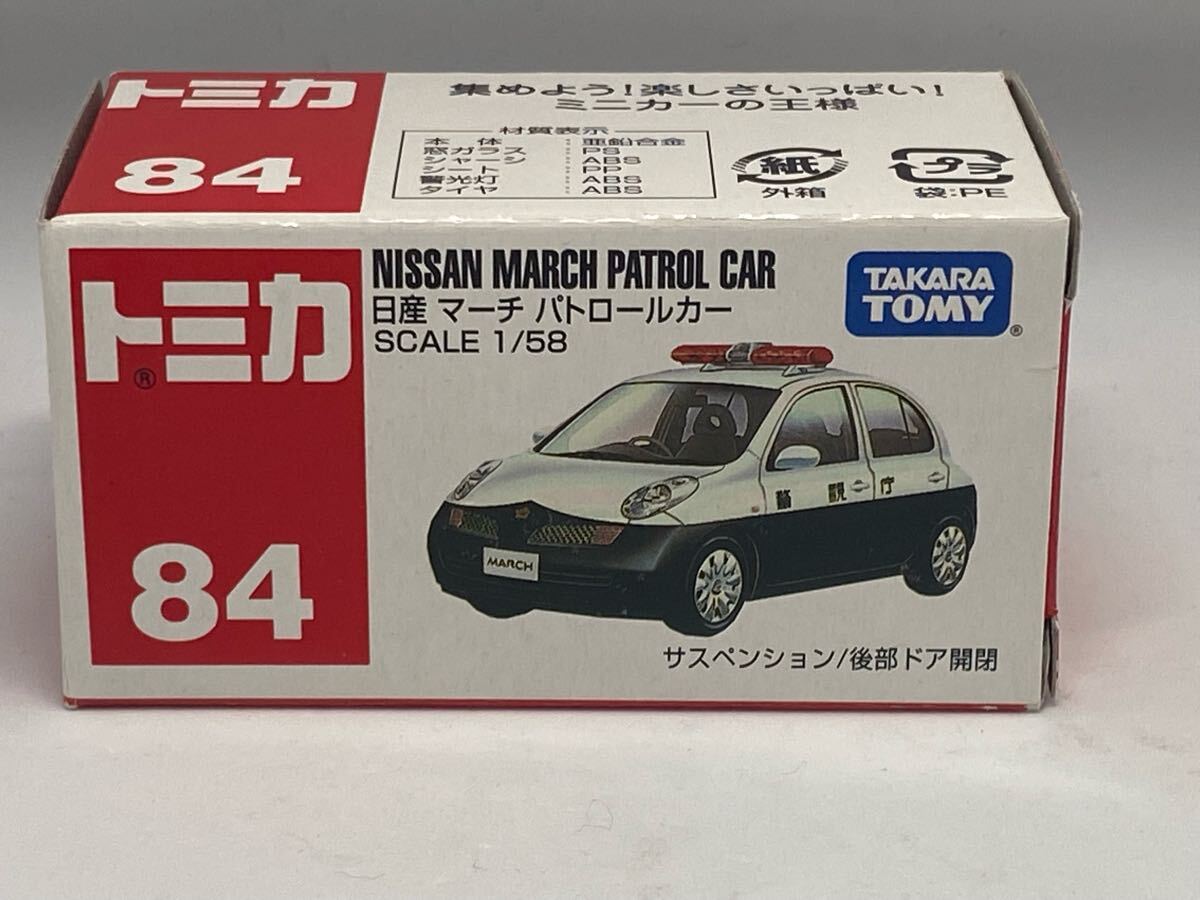 トミカ
84
集めよう!楽しさいっぱい!
ミニカーの王様
材質表示
本体 … 亜鉛合金
窓ガラス … PS
シャーシ … ABS
シート … PP
警光灯 … ABS
タイヤ … ABS
紙
外箱
プラ
袋:PE
トミカ®
84
NISSAN MARCH PATROL CAR
日産 マーチ パトロールカー
SCALE 1/58
TAKARA
TOMY®
警視庁
MARCH
サスペンション/後部ドア開閉